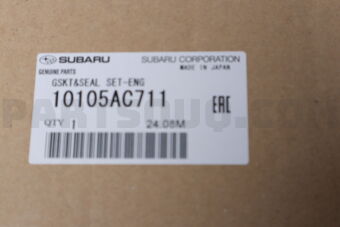 SUBARU SUBARU CORPORATION
GENUINE PARTS MADE IN JAPAN
GSKT&SEAL SET-ENG
10105AC711
EAC
QTY 1 24.08M